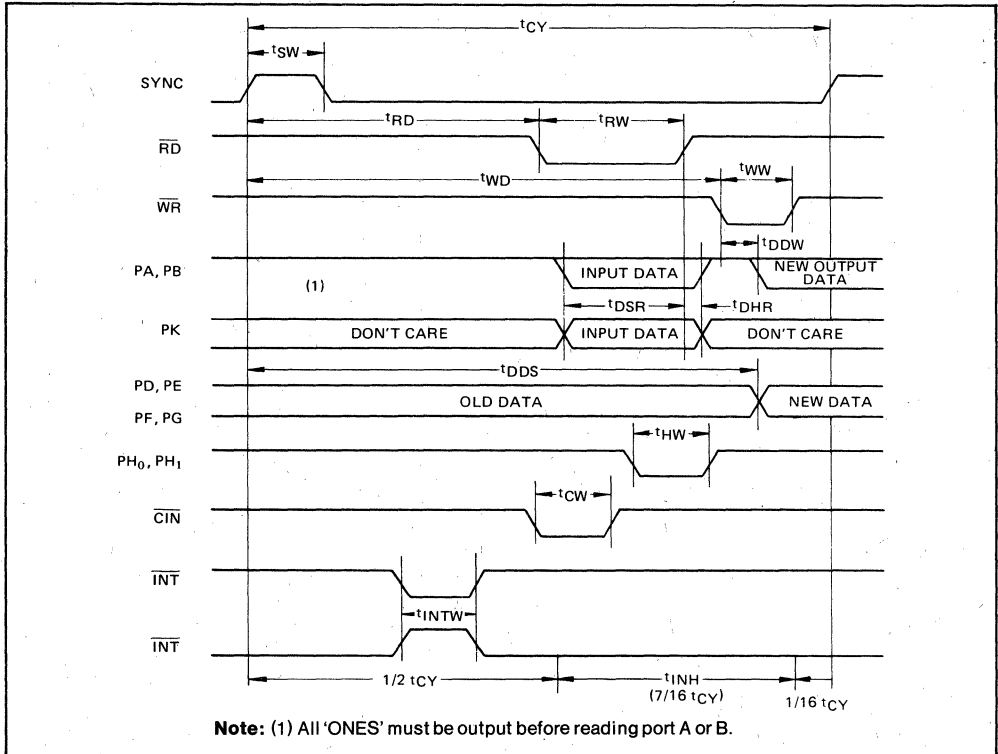 tCY
tSW
SYNC
tRD
tRW
RD
tWD
tWW
WR
tDDW
PA, PB
INPUT DATA
NEW OUTPUT
DATA
(1)
tDSR
tDHR
PK
DON'T CARE
INPUT DATA
DON'T CARE
tDDS
PD, PE
OLD DATA
NEW DATA
PF, PG
tHW
PH0, PH1
tCW
CIN
INT
tINTW
INT
1/2 tCY
tINH
(7/16 tCY)
1/16 tCY
Note: (1) All 'ONES' must be output before reading port A or B.